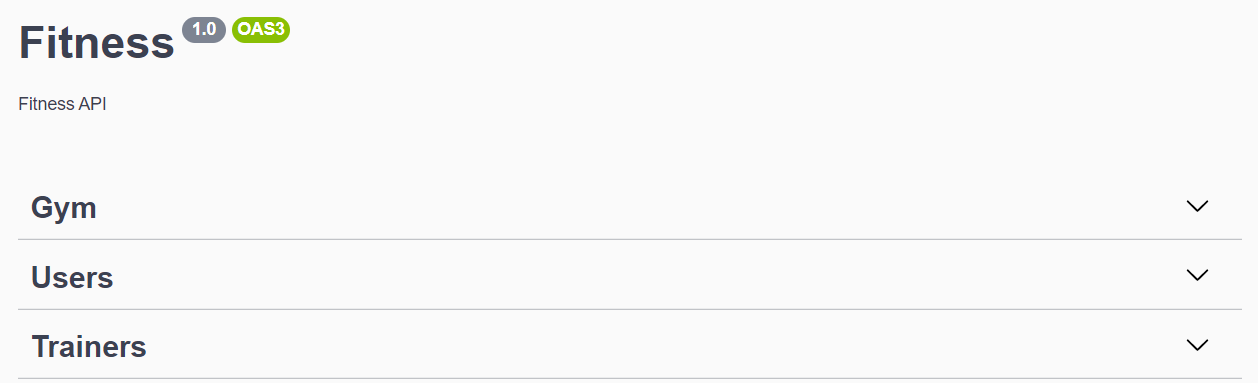 Fitness 1.0 OAS3
Fitness API
Gym
Users
Trainers